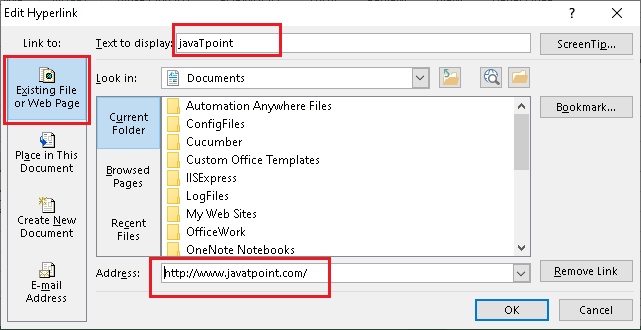 Edit Hyperlink
? ×
Link to:
Text to display: javaTpoint
ScreenTip...
Existing File
or Web Page
Look in:
Documents
Bookmark...
Current
Folder
Automation Anywhere Files
ConfigFiles
Cucumber
Custom Office Templates
IISExpress
LogFiles
My Web Sites
OfficeWork
OneNote Notebooks
Place in This
Document
Browsed
Pages
Create New
Document
Recent
Files
E-mail
Address
Address: http://www.javatpoint.com/
Remove Link
OK
Cancel